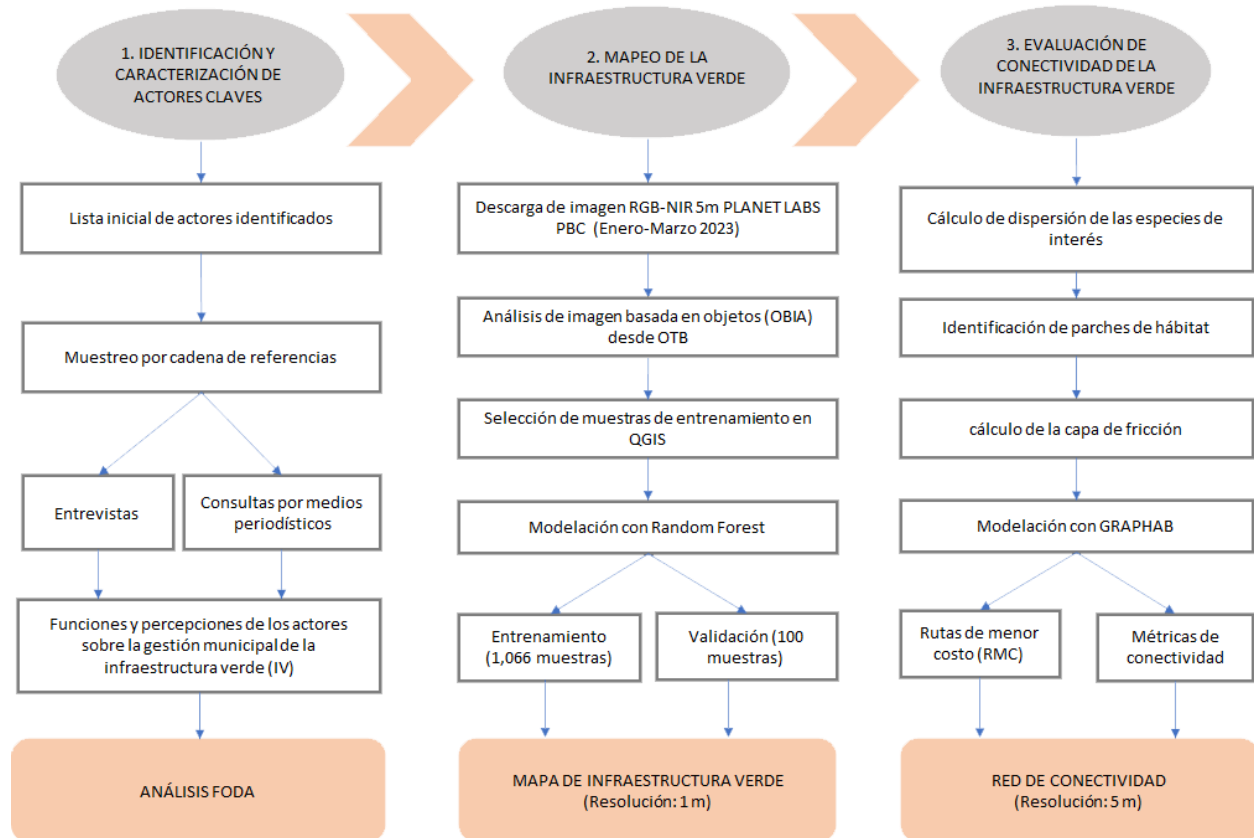 1. IDENTIFICACIÓN Y
CARACTERIZACIÓN DE
ACTORES CLAVES
Lista inicial de actores identificados
Muestreo por cadena de referencias
Entrevistas
Consultas por medios
periodísticos
Funciones y percepciones de los actores
sobre la gestión municipal de la
infraestructura verde (IV)
ANÁLISIS FODA
2. MAPEO DE LA
INFRAESTRUCTURA VERDE
Descarga de imagen RGB-NIR 5m PLANET LABS
PBC (Enero-Marzo 2023)
Análisis de imagen basada en objetos (OBIA)
desde OTB
Selección de muestras de entrenamiento en
QGIS
Modelación con Random Forest
Entrenamiento
(1,066 muestras)
Validación (100
muestras)
MAPA DE INFRAESTRUCTURA VERDE
(Resolución: 1 m)
3. EVALUACIÓN DE
CONECTIVIDAD DE LA
INFRAESTRUCTURA VERDE
Cálculo de dispersión de las especies de
interés
Identificación de parches de hábitat
cálculo de la capa de fricción
Modelación con GRAPHAB
Rutas de menor
costo (RMC)
Métricas de
conectividad
RED DE CONECTIVIDAD
(Resolución: 5 m)